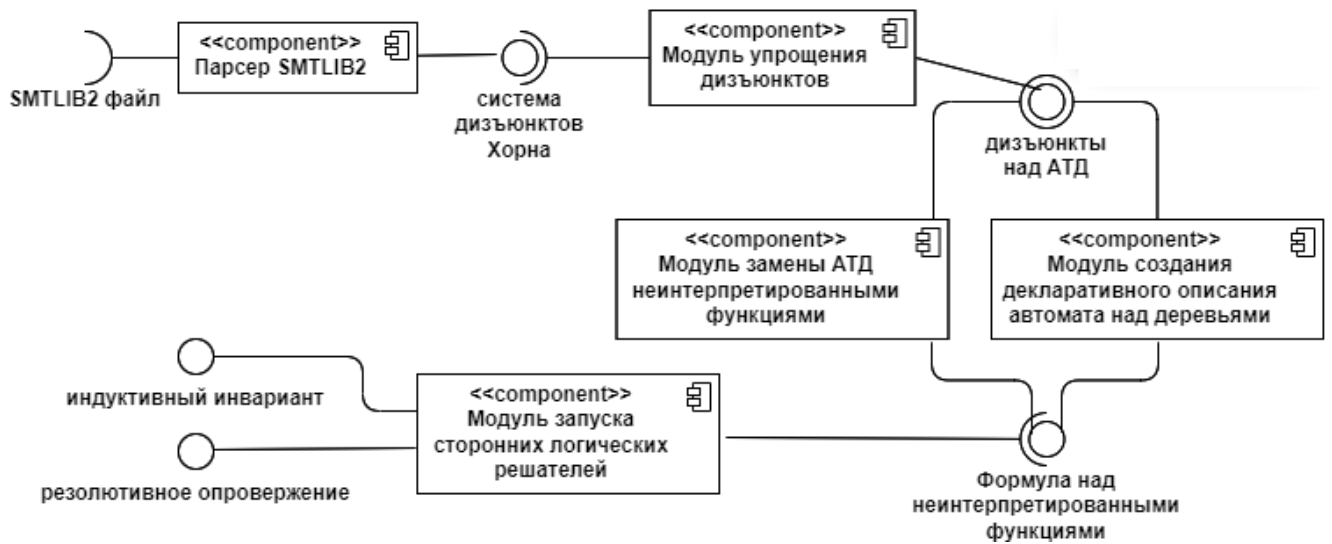 <<component>>
Парсер SMTLIB2
SMTLIB2 файл
система
дизъюнктов
Хорна
<<component>>
Модуль упрощения
дизъюнктов
дизъюнкты
над АТД
<<component>>
Модуль замены АТД
неинтерпретированными
функциями
<<component>>
Модуль создания
декларативного описания
автомата над деревьями
индуктивный инвариант
резолютивное опровержение
<<component>>
Модуль запуска
сторонних логических
решателей
Формула над
неинтерпретированными
функциями